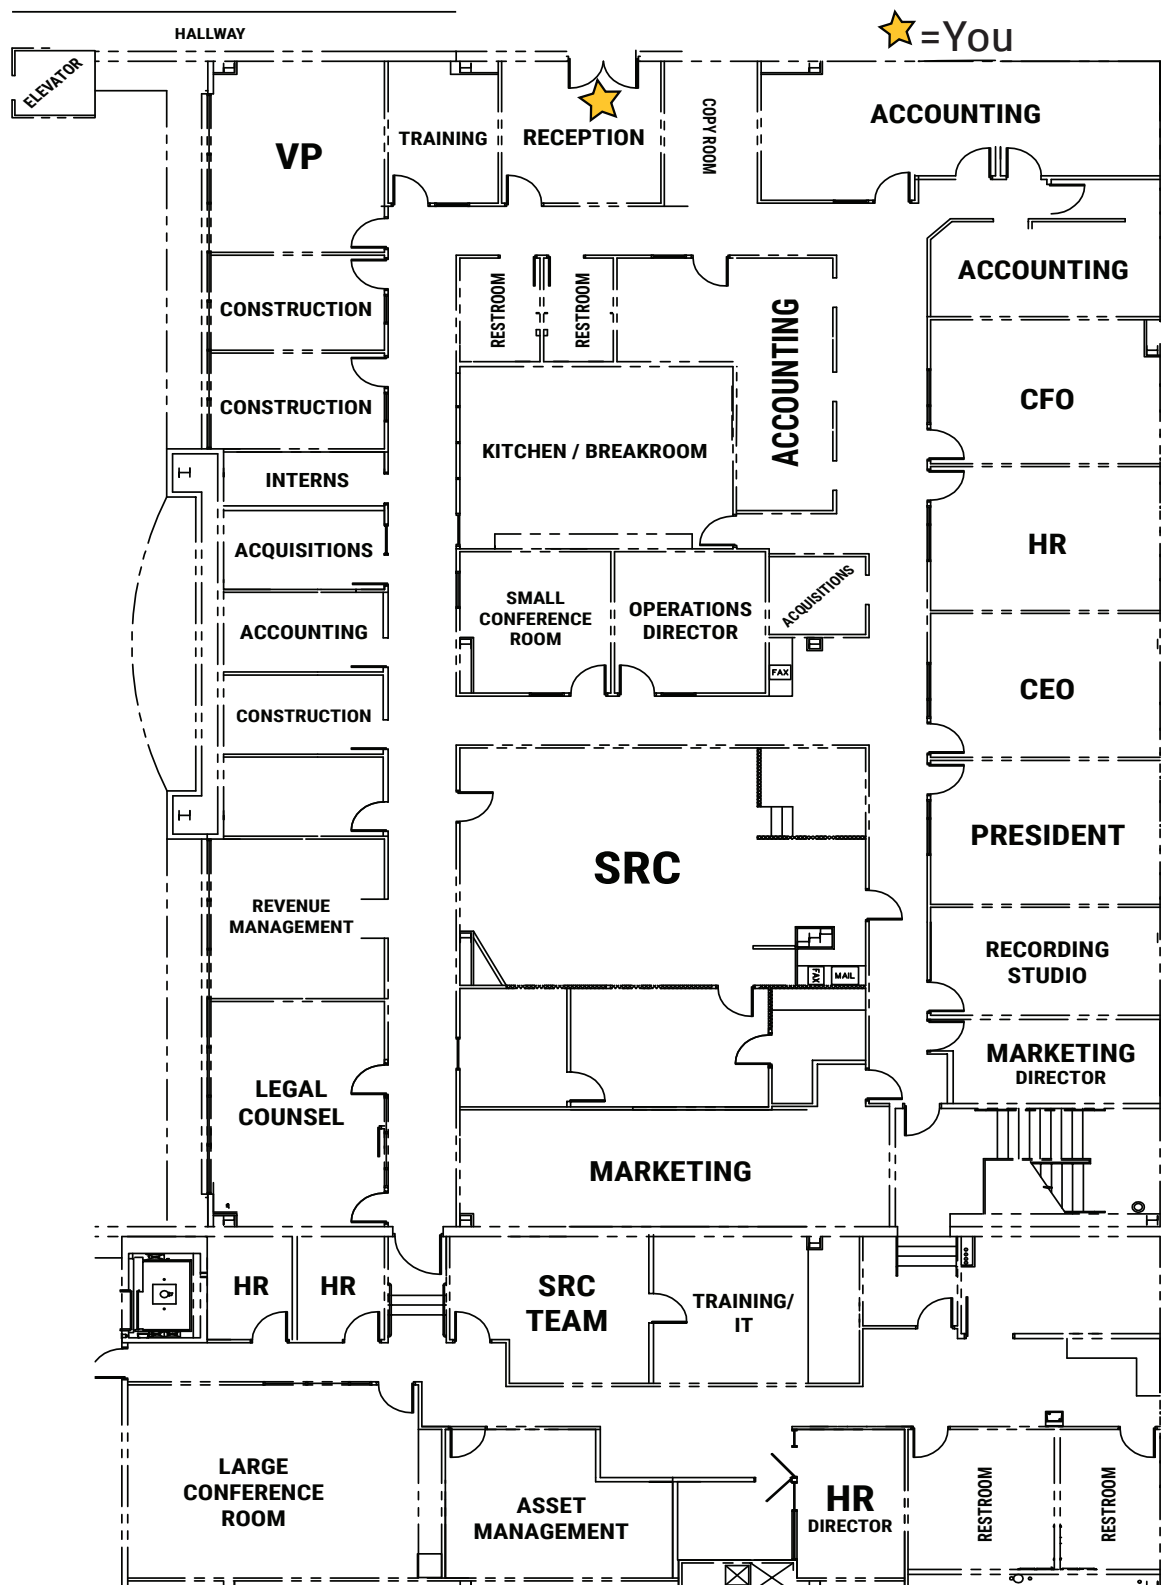 HALLWAY
=You
ELEVATOR
VP
TRAINING
RECEPTION
COPY ROOM
ACCOUNTING
ACCOUNTING
CONSTRUCTION
RESTROOM
RESTROOM
ACCOUNTING
CONSTRUCTION
CFO
KITCHEN / BREAKROOM
INTERNS
ACQUISITIONS
HR
SMALL
CONFERENCE
ROOM
OPERATIONS
DIRECTOR
ACQUISITIONS
ACCOUNTING
FAX
CEO
CONSTRUCTION
SRC
PRESIDENT
REVENUE
MANAGEMENT
RECORDING
STUDIO
FAX
MAIL
MARKETING
DIRECTOR
LEGAL
COUNSEL
MARKETING
HR
HR
SRC
TEAM
TRAINING/
IT
LARGE
CONFERENCE
ROOM
ASSET
MANAGEMENT
HR
DIRECTOR
RESTROOM
RESTROOM